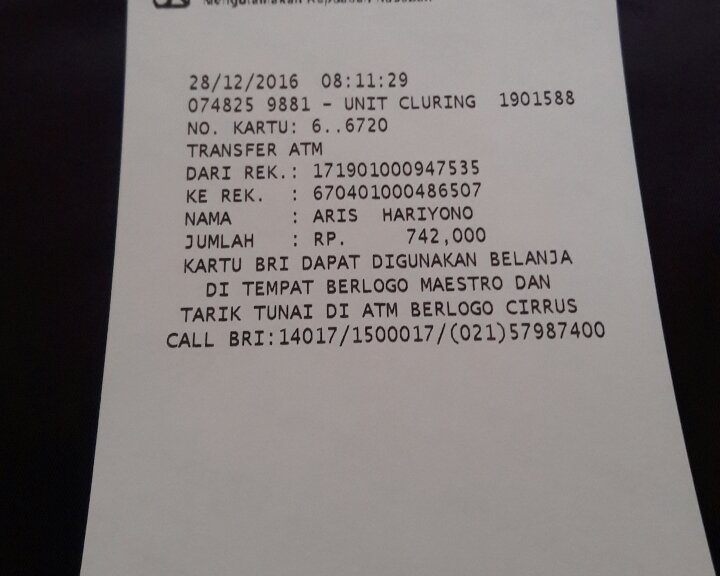 28/12/2016 08:11:29
074825 9881 - UNIT CLURING 1901588
NO. KARTU: 6..6720
TRANSFER ATM
DARI REK.: 171901000947535
KE REK. : 670401000486507
NAMA : ARIS HARIYONO
JUMLAH : RP. 742,000
KARTU BRI DAPAT DIGUNAKAN BELANJA
DI TEMPAT BERLOGO MAESTRO DAN
TARIK TUNAI DI ATM BERLOGO CIRRUS
CALL BRI:14017/1500017/(021)57987400